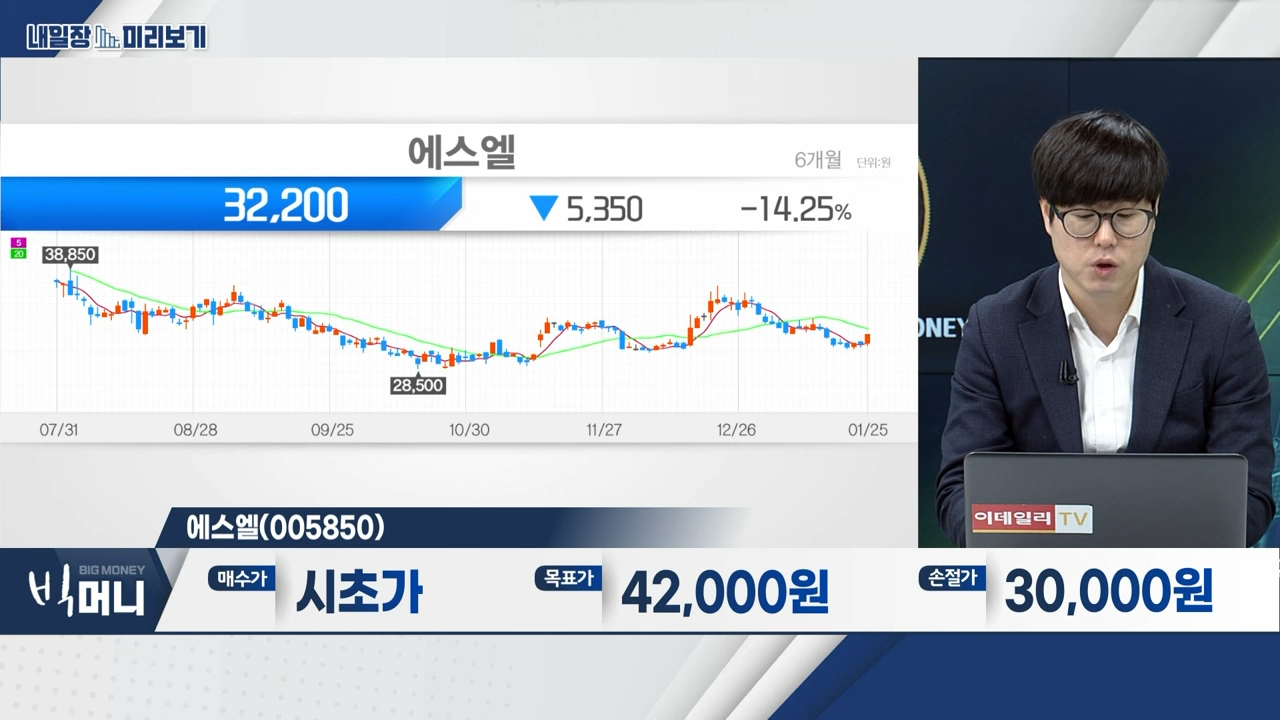 내일장 미리보기
에스엘
6개월 단위:원
32,200 ▼ 5,350 -14.25%
5
20
38,850
28,500
07/31 08/28 09/25 10/30 11/27 12/26 01/25
ONEY
이데일리 TV
에스엘(005850)
빅머니 BIG MONEY
매수가 시초가 목표가 42,000원 손절가 30,000원